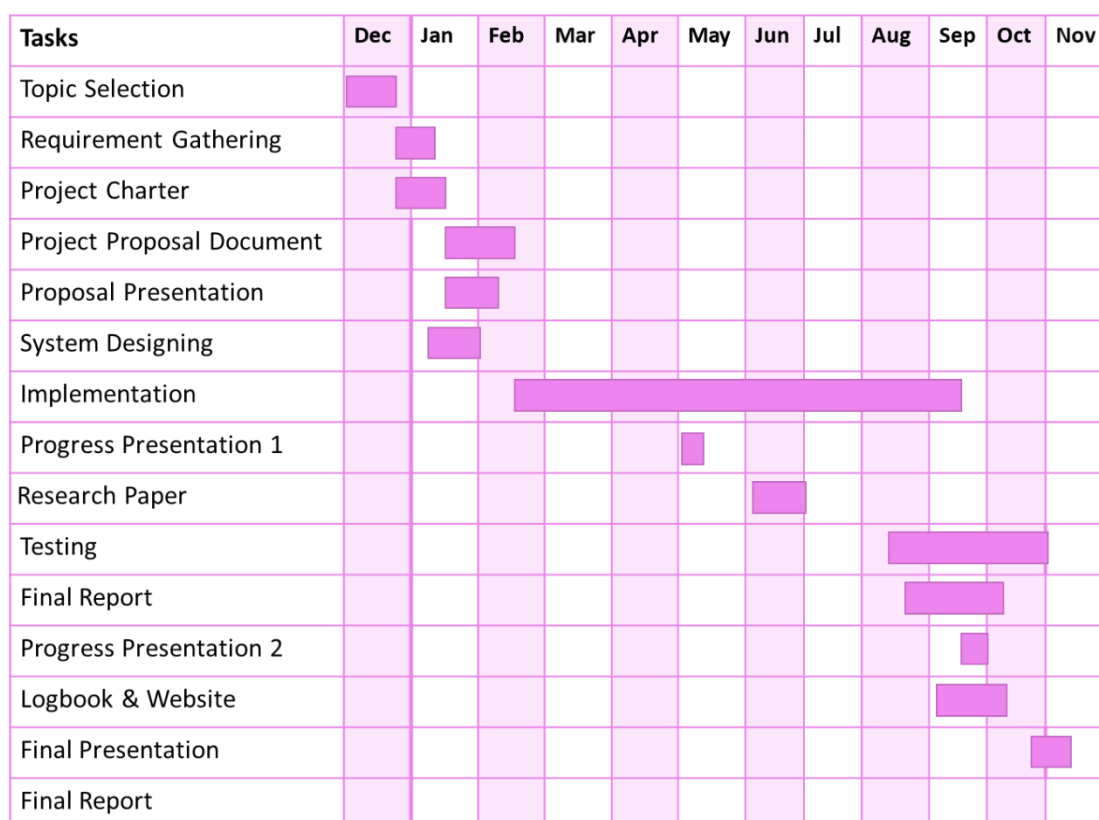 Tasks Dec Jan Feb Mar Apr May Jun Jul Aug Sep Oct Nov
Topic Selection
Requirement Gathering
Project Charter
Project Proposal Document
Proposal Presentation
System Designing
Implementation
Progress Presentation 1
Research Paper
Testing
Final Report
Progress Presentation 2
Logbook & Website
Final Presentation
Final Report